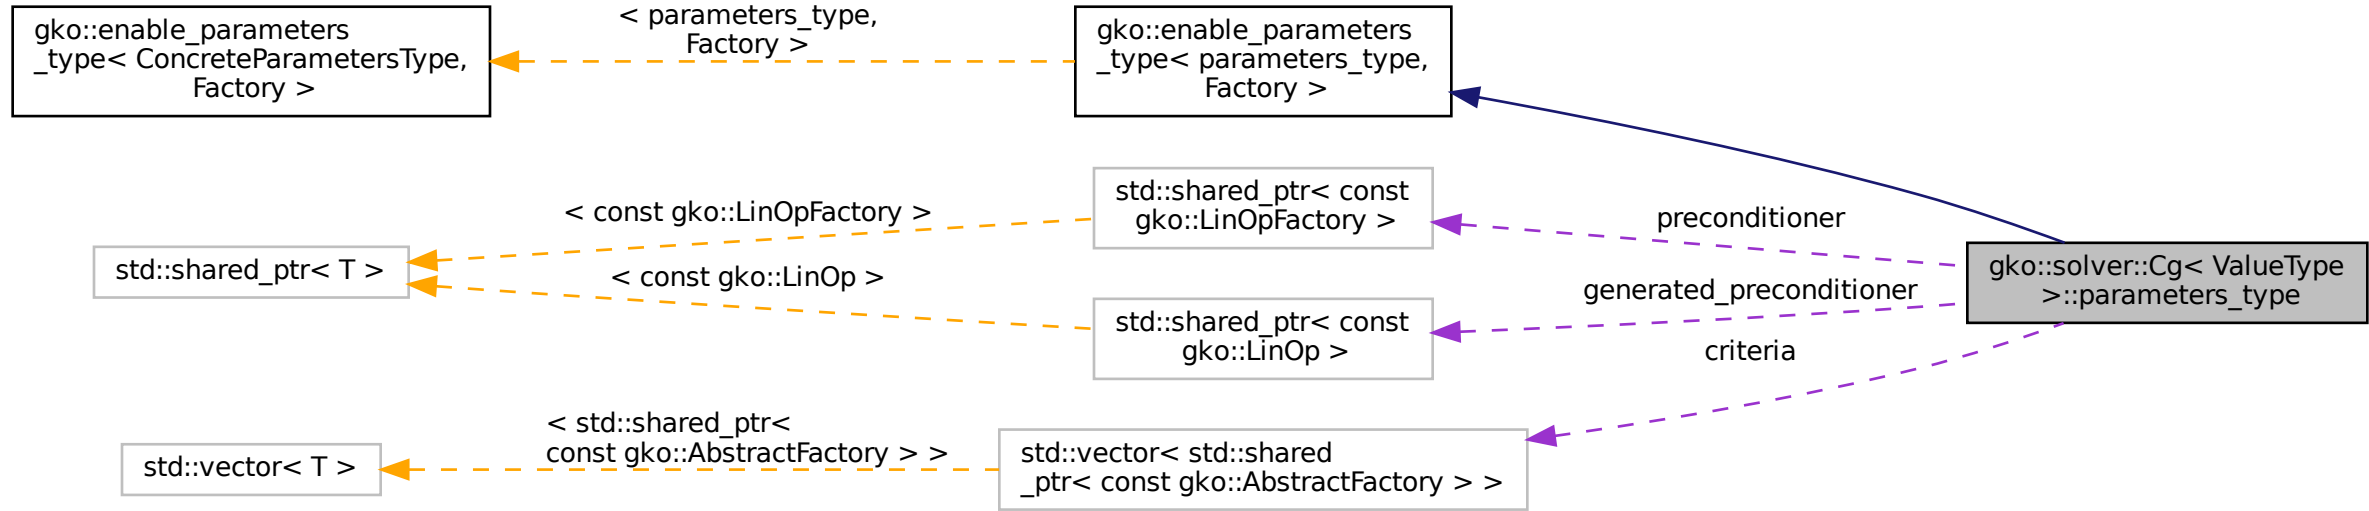 gko::enable_parameters
_type< ConcreteParametersType,
Factory >
< parameters_type,
Factory >
gko::enable_parameters
_type< parameters_type,
Factory >
std::shared_ptr< T >
< const gko::LinOpFactory >
< const gko::LinOp >
std::shared_ptr< const
gko::LinOpFactory >
std::shared_ptr< const
gko::LinOp >
preconditioner
generated_preconditioner
criteria
gko::solver::Cg< ValueType
>::parameters_type
std::vector< T >
< std::shared_ptr<
const gko::AbstractFactory > >
std::vector< std::shared
_ptr< const gko::AbstractFactory > >